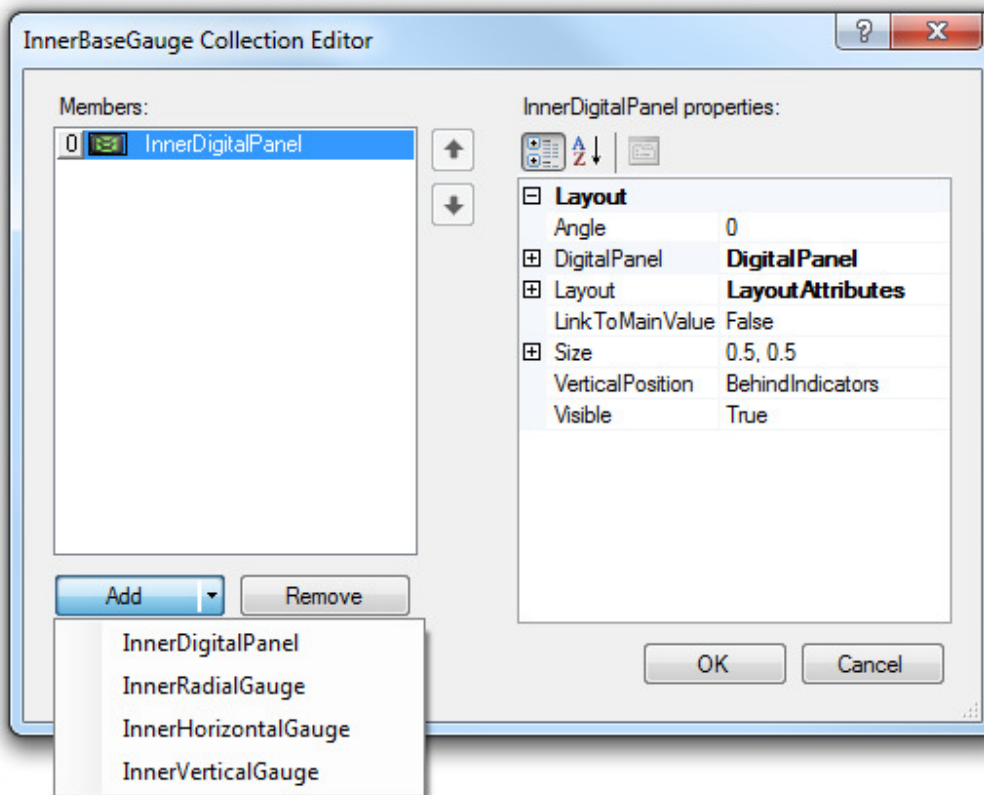 InnerBaseGauge Collection Editor
?
X
Members:
InnerDigitalPanel properties:
0 InnerDigitalPanel
A
Z
Layout
Angle 0
DigitalPanel DigitalPanel
Layout LayoutAttributes
LinkToMainValue False
Size 0.5, 0.5
VerticalPosition BehindIndicators
Visible True
Add
Remove
InnerDigitalPanel
OK
Cancel
InnerRadialGauge
InnerHorizontalGauge
InnerVerticalGauge